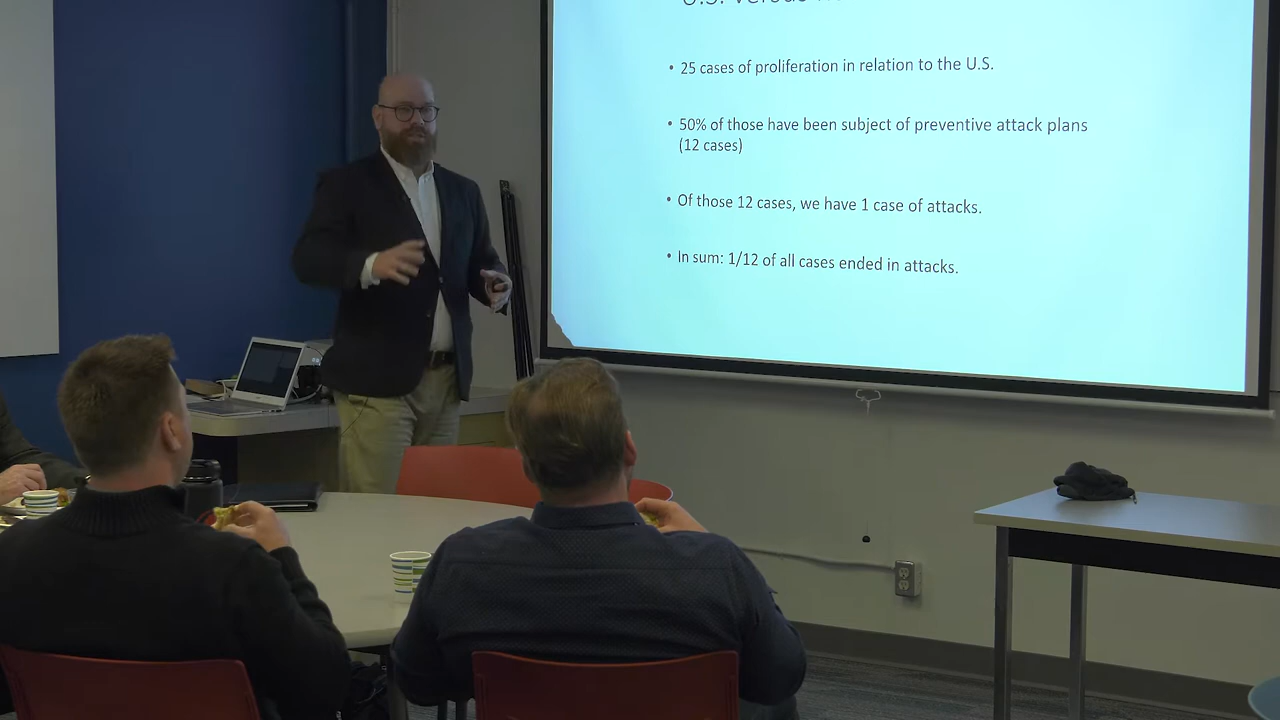 U.S. versus
• 25 cases of proliferation in relation to the U.S.
• 50% of those have been subject of preventive attack plans
(12 cases)
• Of those 12 cases, we have 1 case of attacks.
• In sum: 1/12 of all cases ended in attacks.